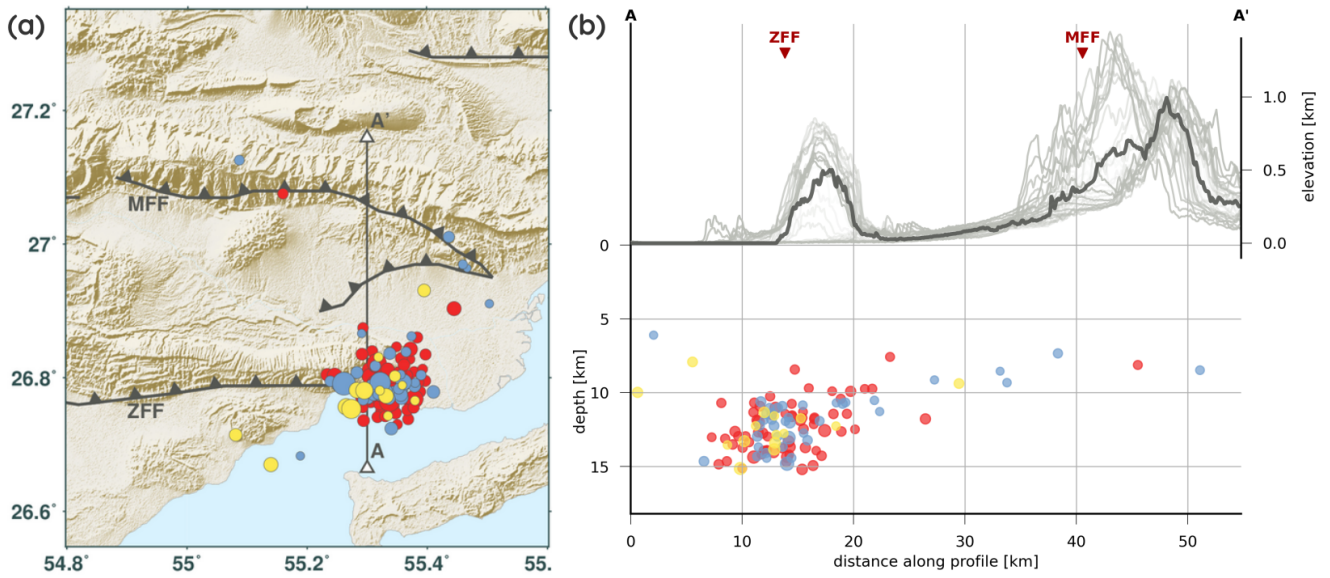 (a)
27.2°
27°
26.8°
26.6°
54.8°
55°
55.2°
55.4°
55.
A'
MFF
ZFF
A
(b)
A
A'
ZFF
MFF
1.0
0.5
0.0
elevation [km]
0
5
10
15
depth [km]
0
10
20
30
40
50
distance along profile [km]